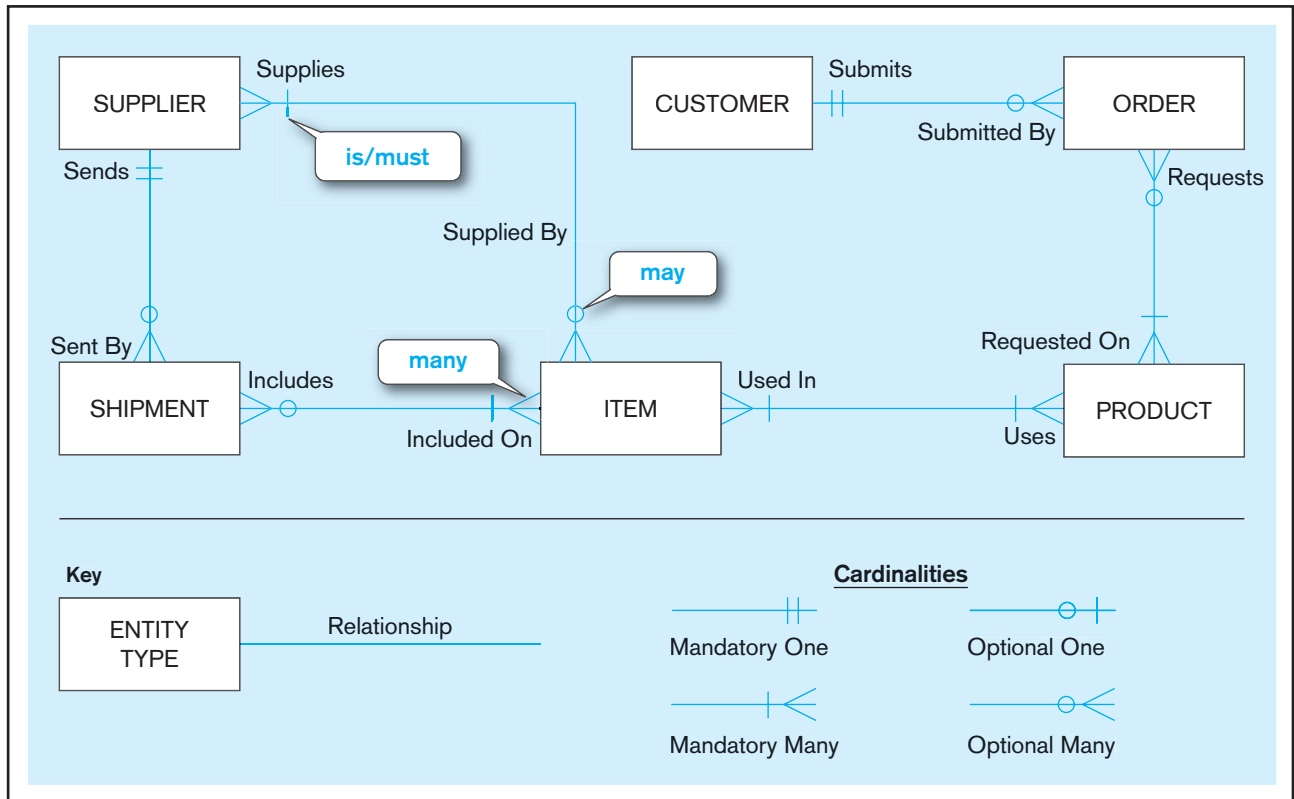 Supplies
Submits
SUPPLIER
CUSTOMER
ORDER
is/must
Submitted By
Sends
Requests
Supplied By
may
Sent By
many
Requested On
Includes
Used In
SHIPMENT
ITEM
PRODUCT
Included On
Uses
Key
Cardinalities
ENTITY
TYPE
Relationship
Mandatory One
Optional One
Mandatory Many
Optional Many